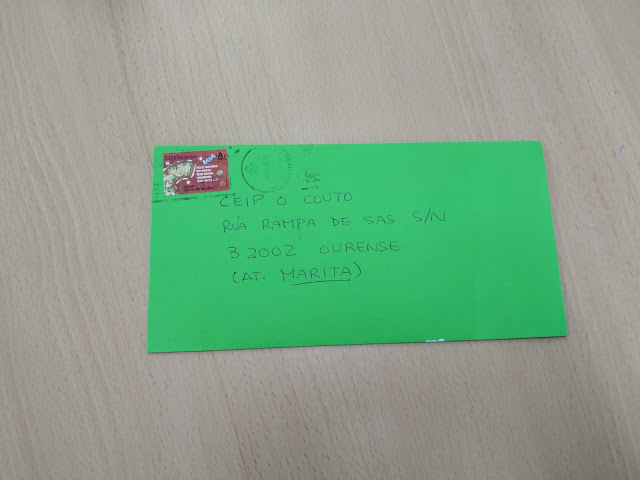 CEIP O COUTO
RÚA RAMPA DE SAS S/N
32002 OURENSE
(AT. MARITA)